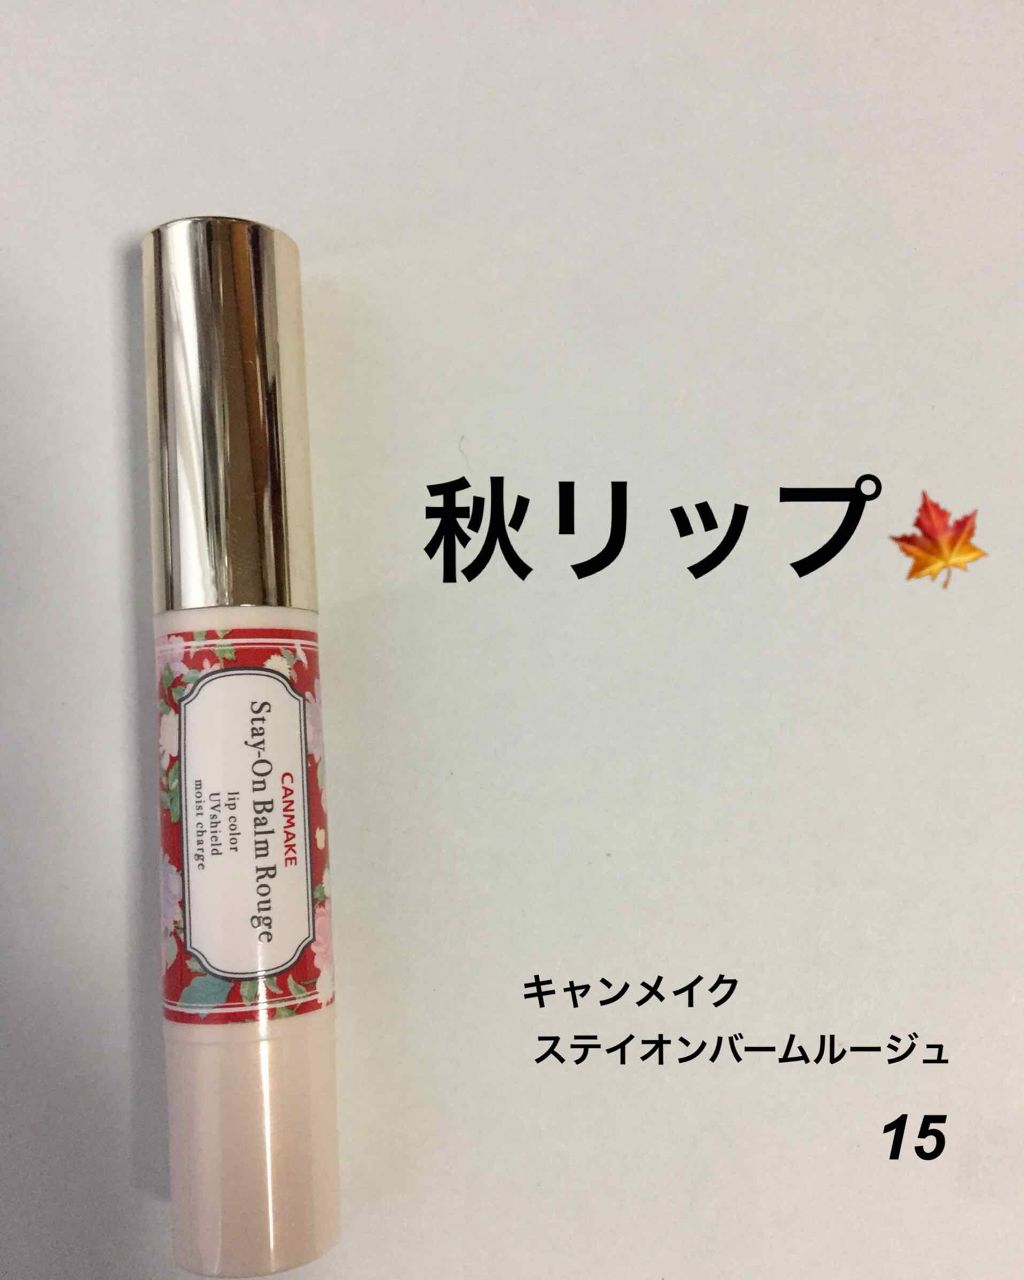 秋リップ🍁
CANMAKE
Stay-On Balm Rouge
lip color
UVshield
moist charge
キャンメイク
ステイオンバームルージュ
15